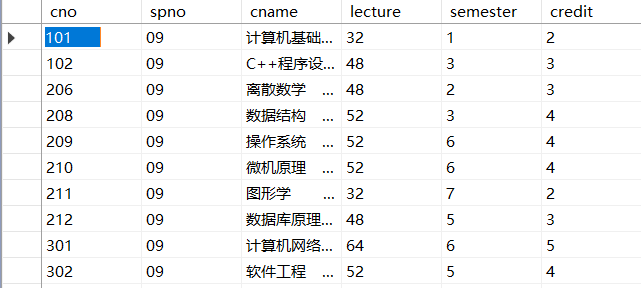 cno spno cname lecture semester credit
101 09 计算机基础... 32 1 2
102 09 C++程序设... 48 3 3
206 09 离散数学 ... 48 2 3
208 09 数据结构 ... 52 3 4
209 09 操作系统 ... 52 6 4
210 09 微机原理 ... 52 6 4
211 09 图形学 ... 32 7 2
212 09 数据库原理... 48 5 3
301 09 计算机网络... 64 6 5
302 09 软件工程 ... 52 5 4